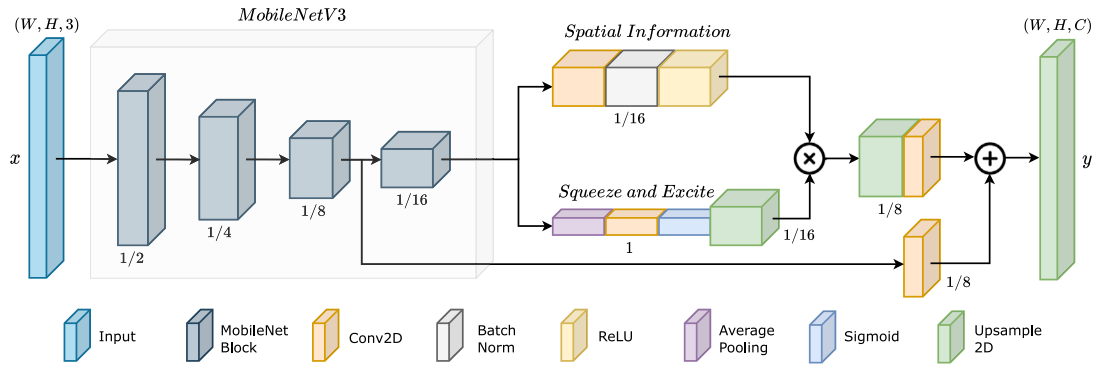 MobileNetV3
(W, H, 3)
Spatial Information
(W, H, C)
1/16
x
y
1/8
1/16
Squeeze and Excite
1/4
1/2
1
1/16
1/8
1/8
Input
MobileNet
Block
Conv2D
Batch
Norm
ReLU
Average
Pooling
Sigmoid
Upsample
2D